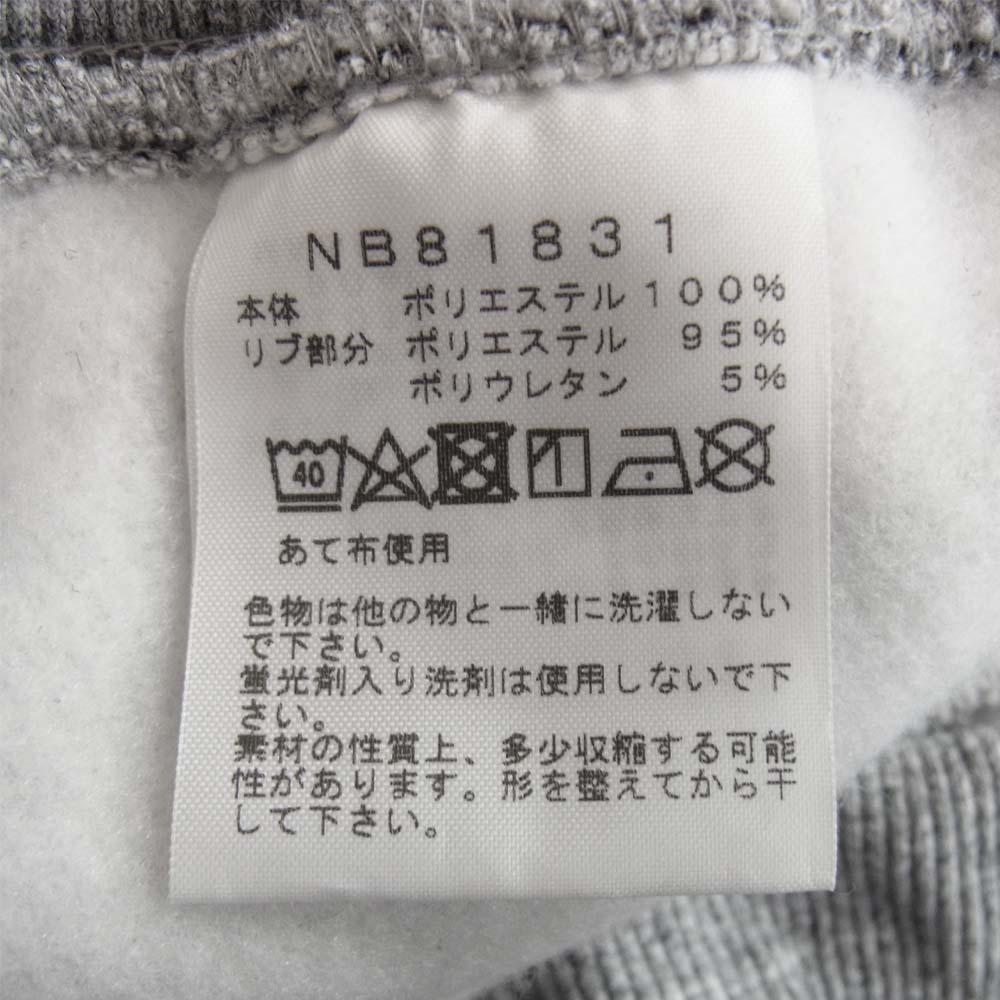 NB81831
本体 ポリエステル 100%
リブ部分 ポリエステル 95%
ポリウレタン 5%
40
あて布使用
色物は他の物と一緒に洗濯しない
で下さい。
蛍光剤入り洗剤は使用しないで下
さい。
素材の性質上、多少収縮する可能
性があります。形を整えてから干
して下さい。